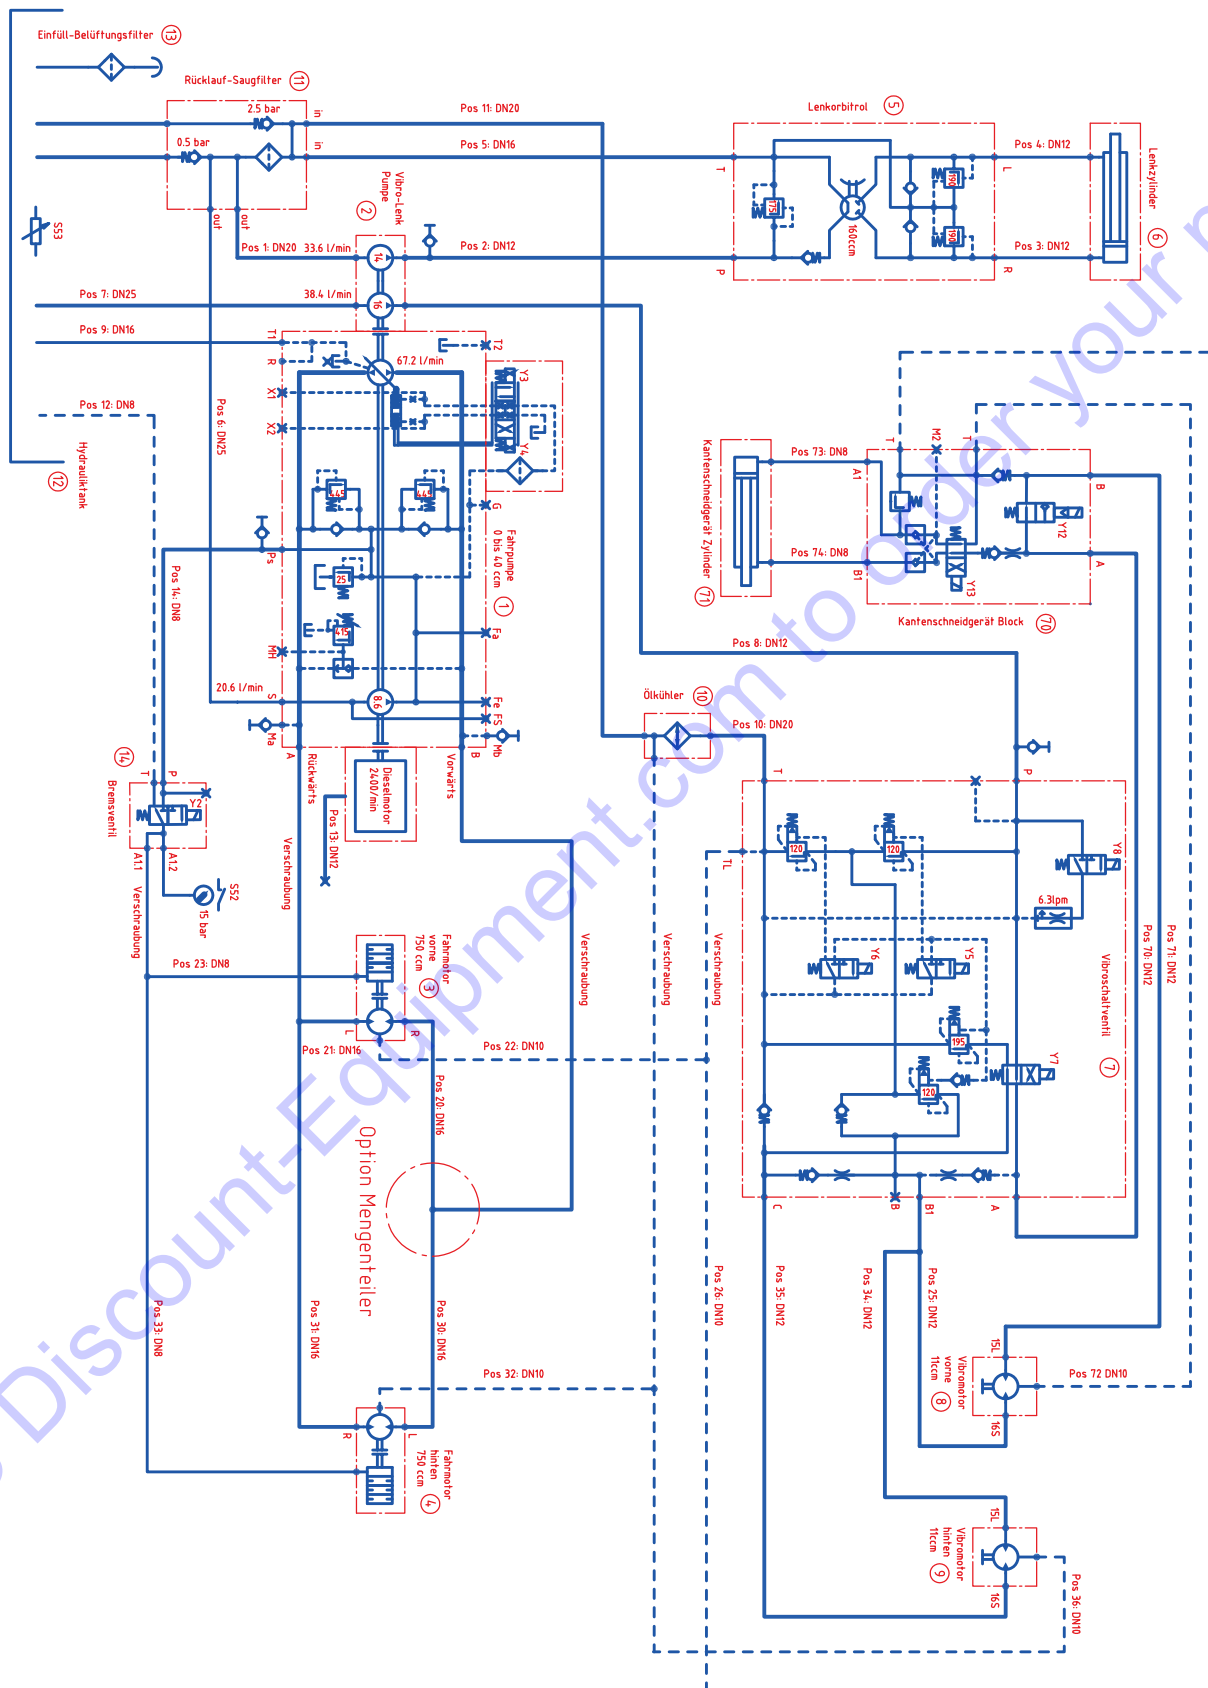 Einfüll-Belüftungsfilter 13
Rücklauf-Saugfilter 11
2.5 bar
in
0.5 bar
in
out
out
Pos 11: DN20
Pos 5: DN16
Lenkorbitrol 5
T
P
175
160ccm
190
190
L
R
Pos 4: DN12
Pos 3: DN12
Lenkzylinder
6
S53
Vibro-Lenk
Pumpe
2
Pos 1: DN20
33.6 l/min
14
Pos 2: DN12
Pos 7: DN25
38.4 l/min
16
Pos 9: DN16
T1
R
X1
X2
67.2 l/min
T2
Y3
Y4
Pos 12: DN8
Pos 6: DN25
Hydrauliktank
12
445
445
G
Fahrpumpe
0 bis 40 ccm
1
Ps
25
415
MH
Fa
Pos 14: DN8
20.6 l/min
S
8.6
Fe
FS
Ma
Mb
A
B
Rückwärts
Vorwärts
Dieselmotor
2400/min
Pos 13: DN12
Verschraubung
14
T
P
Y2
Bremsventil
A1.1
A1.2
Verschraubung
S52
15 bar
Kantenschneidgerät Zylinder
71
Pos 73: DN8
Pos 74: DN8
T
M2
T
A1
B1
B
A
Y12
Y13
Kantenschneidgerät Block 70
Pos 8: DN12
Ölkühler 10
Pos 10: DN20
T
P
TL
120
120
Y8
6.3lpm
Y6
Y5
195
120
Y7
Vibroschaltventil
7
Pos 70: DN12
Pos 71: DN12
C
B
B1
A
Verschraubung
Verschraubung
Verschraubung
Pos 23: DN8
Fahrmotor
vorne
750 ccm
3
L
R
Pos 21: DN16
Pos 22: DN10
Pos 20: DN16
Option Mengenteiler
Pos 33: DN8
Pos 31: DN16
Pos 30: DN16
Pos 32: DN10
R
L
Fahrmotor
hinten
750 ccm
4
Pos 26: DN10
Pos 35: DN12
Pos 34: DN12
Pos 25: DN12
15L
Vibromotor
vorne
11ccm
8
16S
Pos 72 DN10
15L
Vibromotor
hinten
11ccm
9
16S
Pos 36: DN10
Discount-Equipment.com to order your